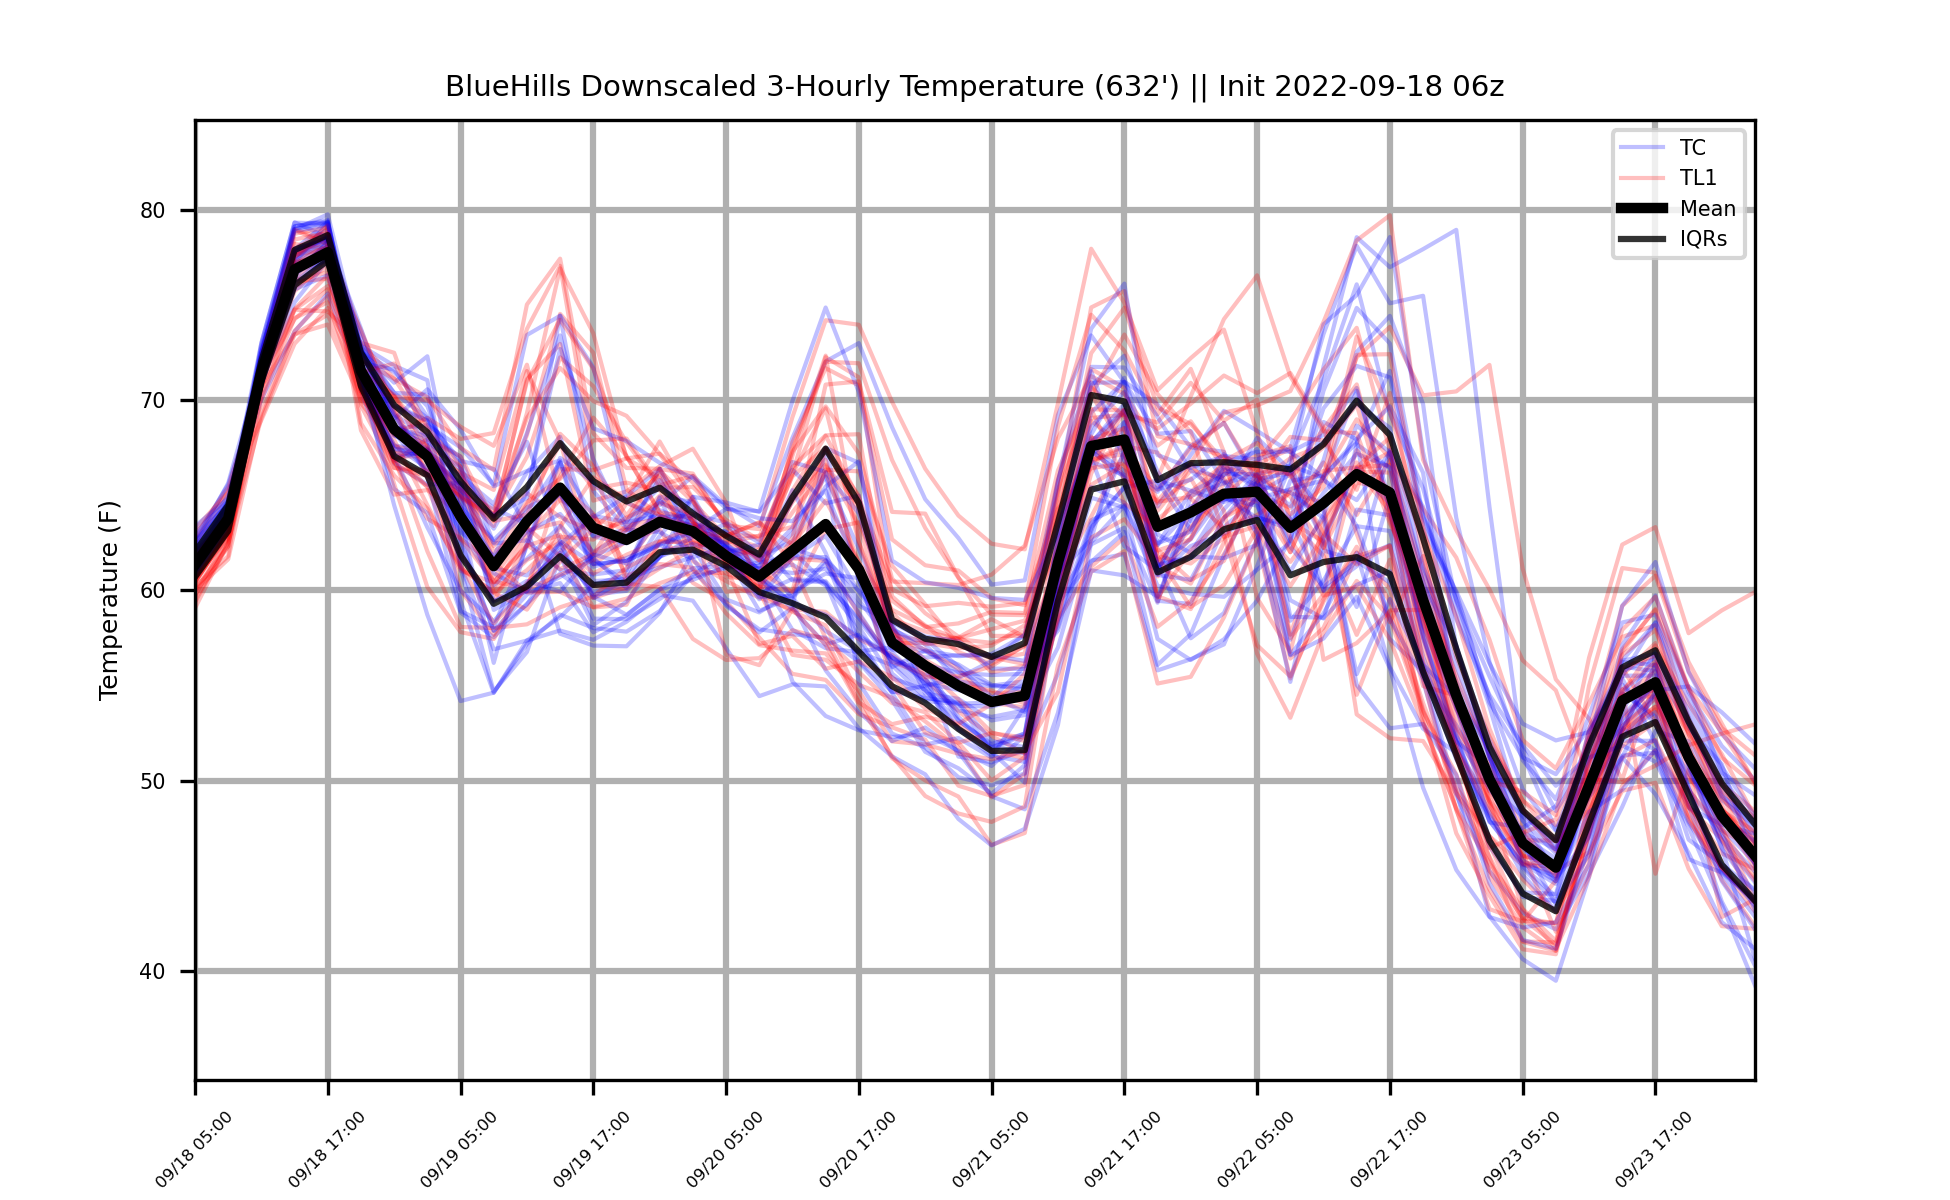 BlueHills Downscaled 3-Hourly Temperature (632') || Init 2022-09-18 06z
TC
TL1
Mean
IQRs
Temperature (F)
80
70
60
50
40
09/18 05:00
09/18 17:00
09/19 05:00
09/19 17:00
09/20 05:00
09/20 17:00
09/21 05:00
09/21 17:00
09/22 05:00
09/22 17:00
09/23 05:00
09/23 17:00